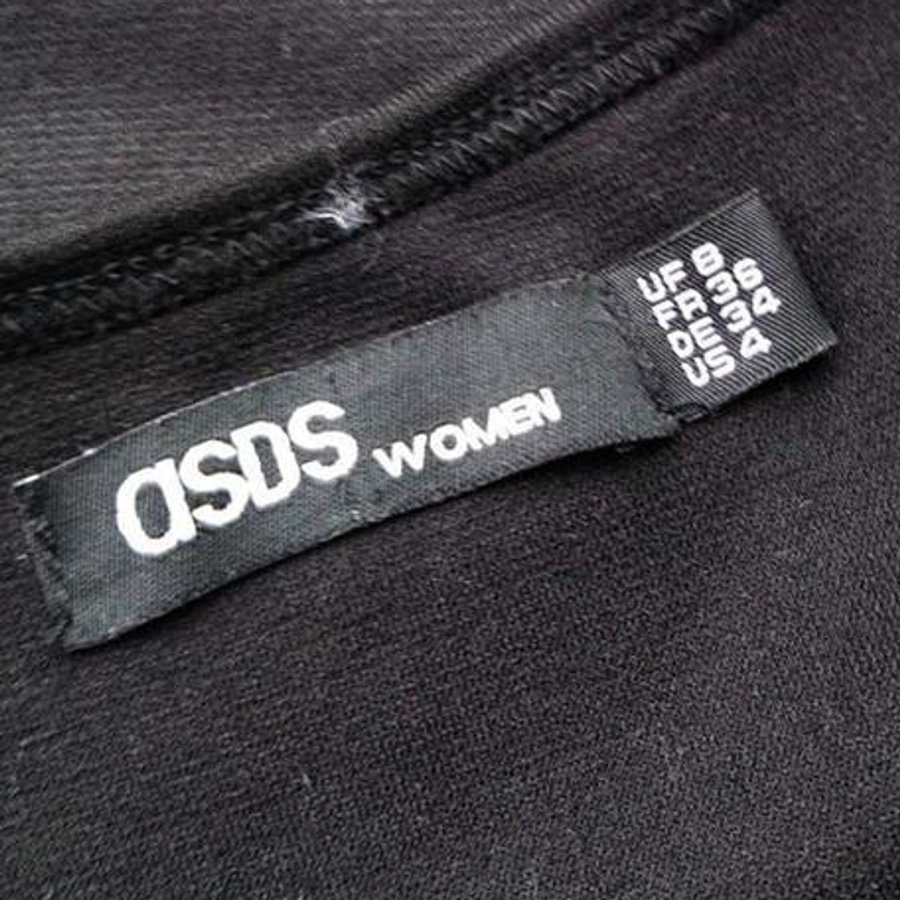 asDs WOMEN
UF 8
FR 36
DE 34
US 4